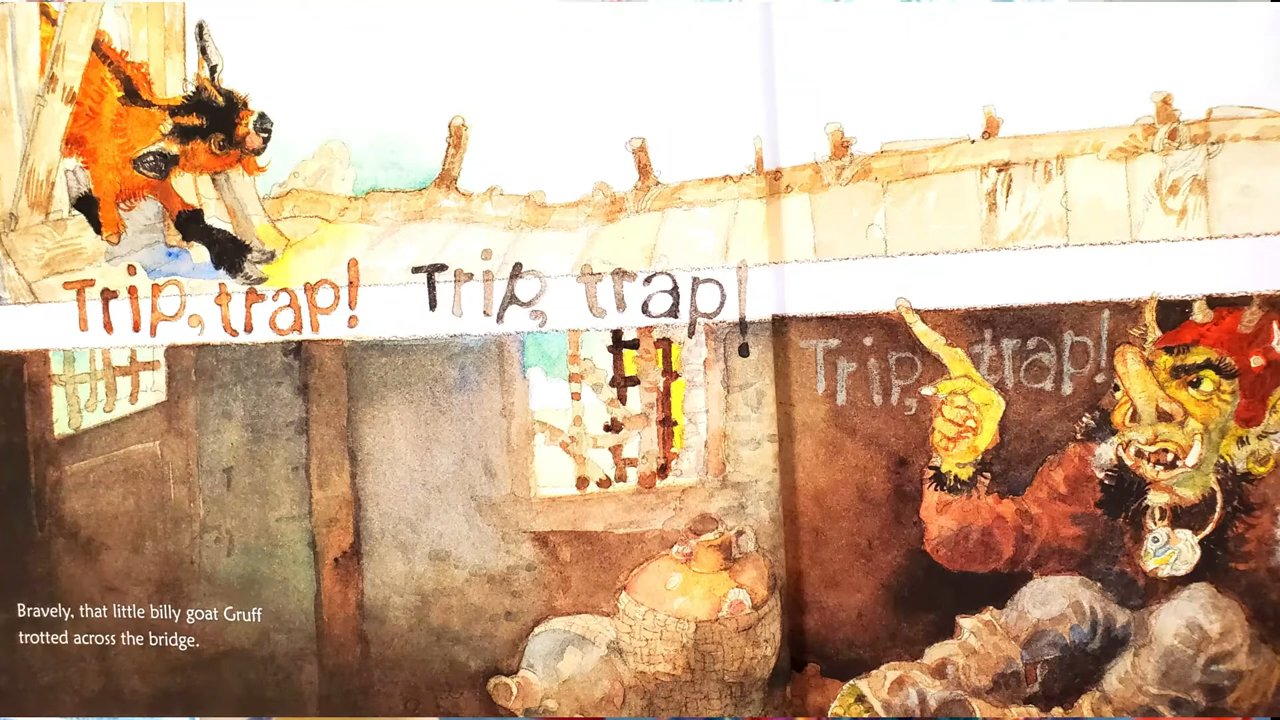 Trip, trap! Trip, trap!
Trip, trap!
Bravely, that little billy goat Gruff
trotted across the bridge.